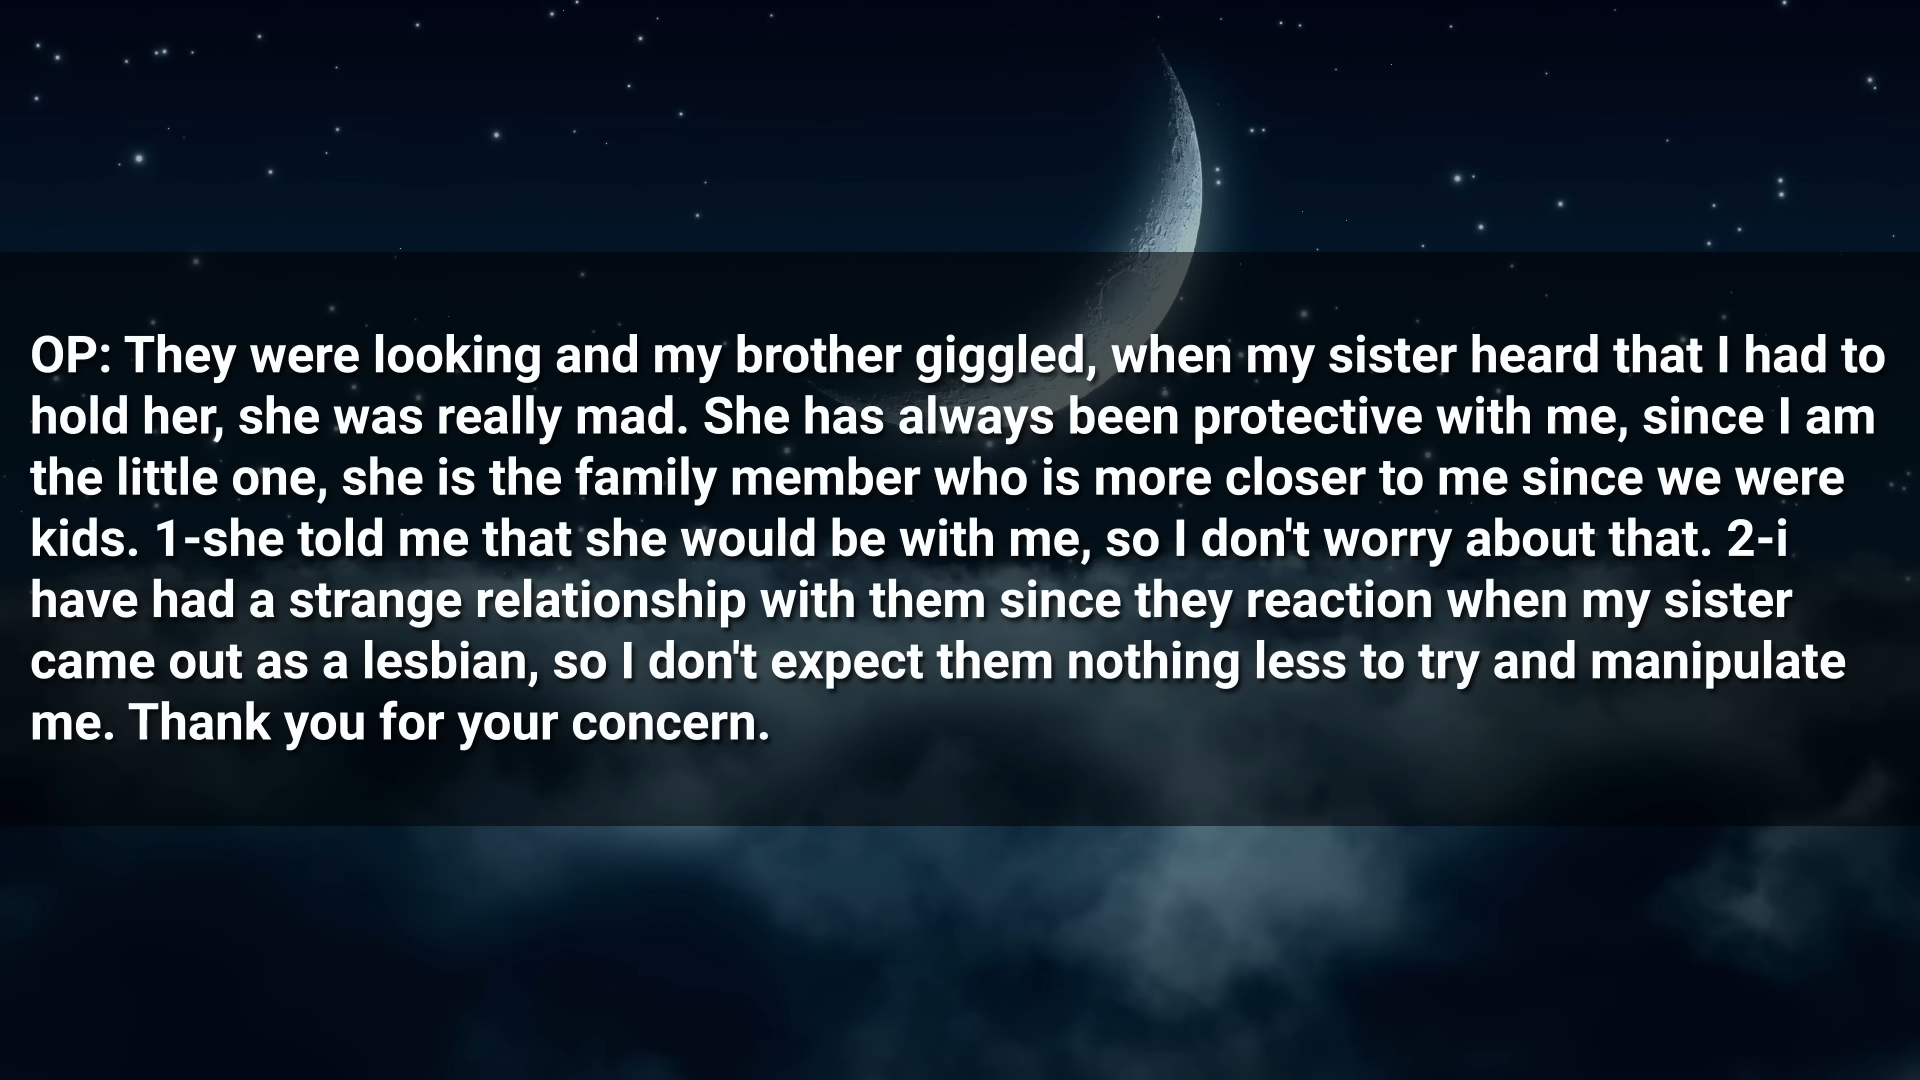 OP: They were looking and my brother giggled, when my sister heard that I had to
hold her, she was really mad. She has always been protective with me, since I am
the little one, she is the family member who is more closer to me since we were
kids. 1-she told me that she would be with me, so I don't worry about that. 2-i
have had a strange relationship with them since they reaction when my sister
came out as a lesbian, so I don't expect them nothing less to try and manipulate
me. Thank you for your concern.